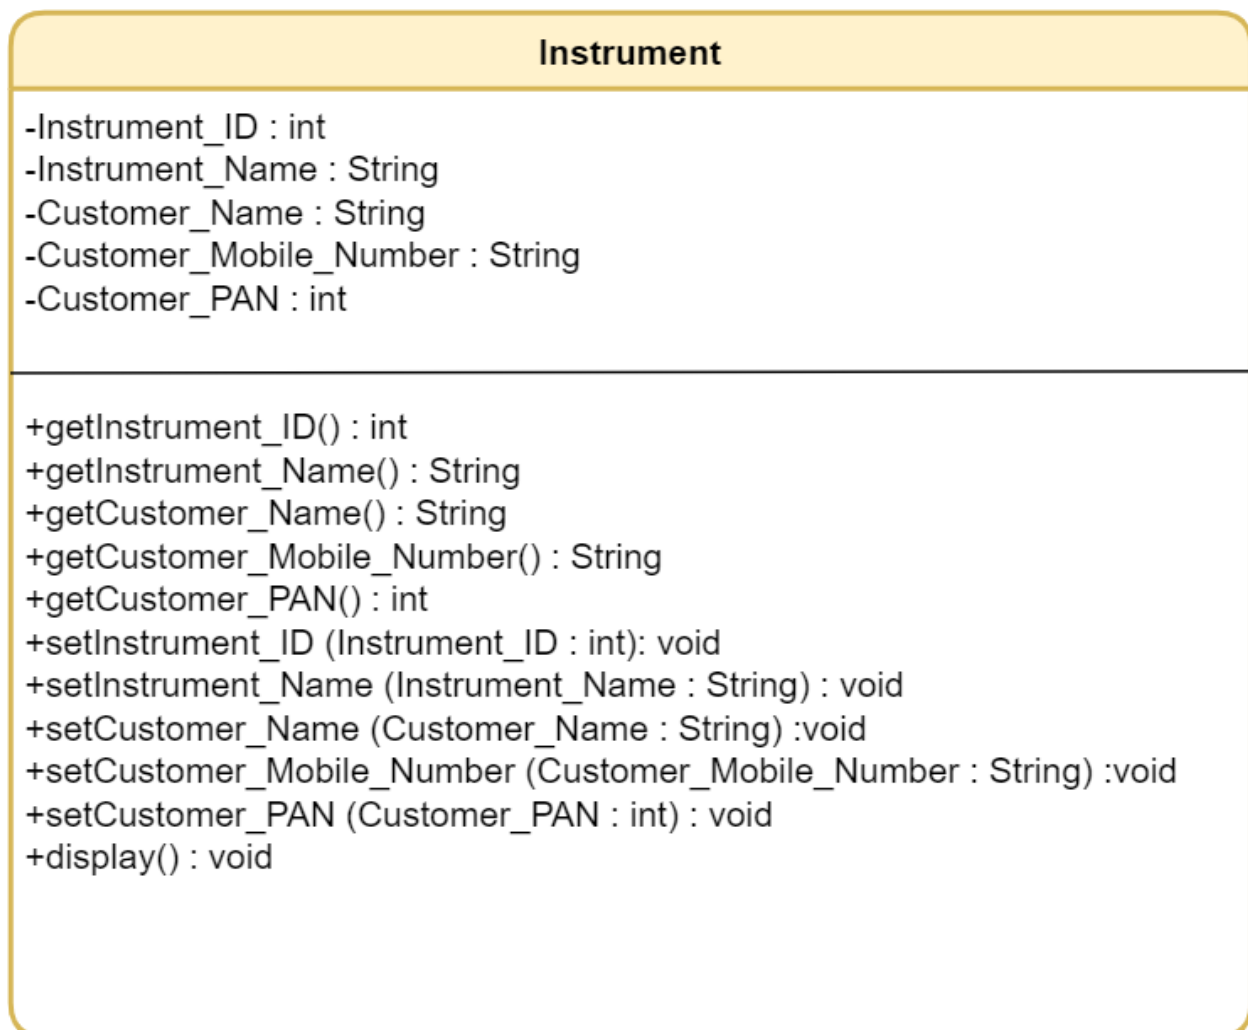 Instrument
-Instrument_ID : int
-Instrument_Name : String
-Customer_Name : String
-Customer_Mobile_Number : String
-Customer_PAN : int
+getInstrument_ID() : int
+getInstrument_Name() : String
+getCustomer_Name() : String
+getCustomer_Mobile_Number() : String
+getCustomer_PAN() : int
+setInstrument_ID (Instrument_ID : int): void
+setInstrument_Name (Instrument_Name : String) : void
+setCustomer_Name (Customer_Name : String) :void
+setCustomer_Mobile_Number (Customer_Mobile_Number : String) :void
+setCustomer_PAN (Customer_PAN : int) : void
+display() : void